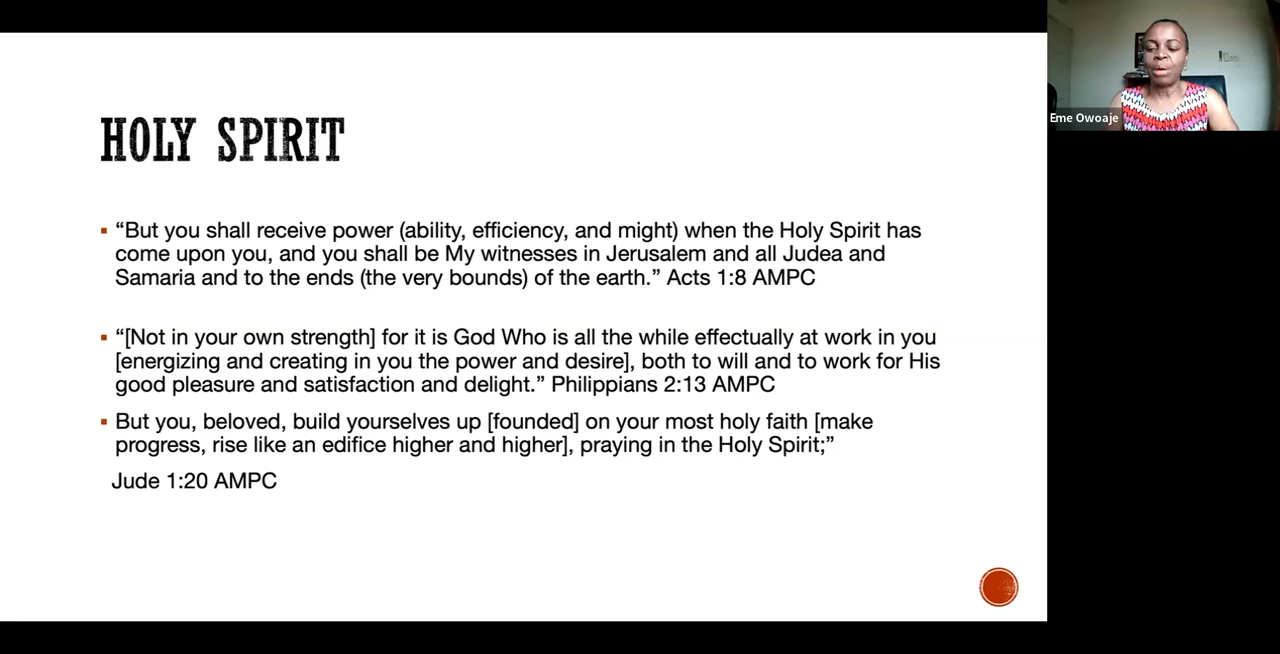 HOLY SPIRIT
▪ “But you shall receive power (ability, efficiency, and might) when the Holy Spirit has
come upon you, and you shall be My witnesses in Jerusalem and all Judea and
Samaria and to the ends (the very bounds) of the earth.” Acts 1:8 AMPC
▪ “[Not in your own strength] for it is God Who is all the while effectually at work in you
[energizing and creating in you the power and desire], both to will and to work for His
good pleasure and satisfaction and delight.” Philippians 2:13 AMPC
▪ But you, beloved, build yourselves up [founded] on your most holy faith [make
progress, rise like an edifice higher and higher], praying in the Holy Spirit;”
Jude 1:20 AMPC
Eme Owoaje